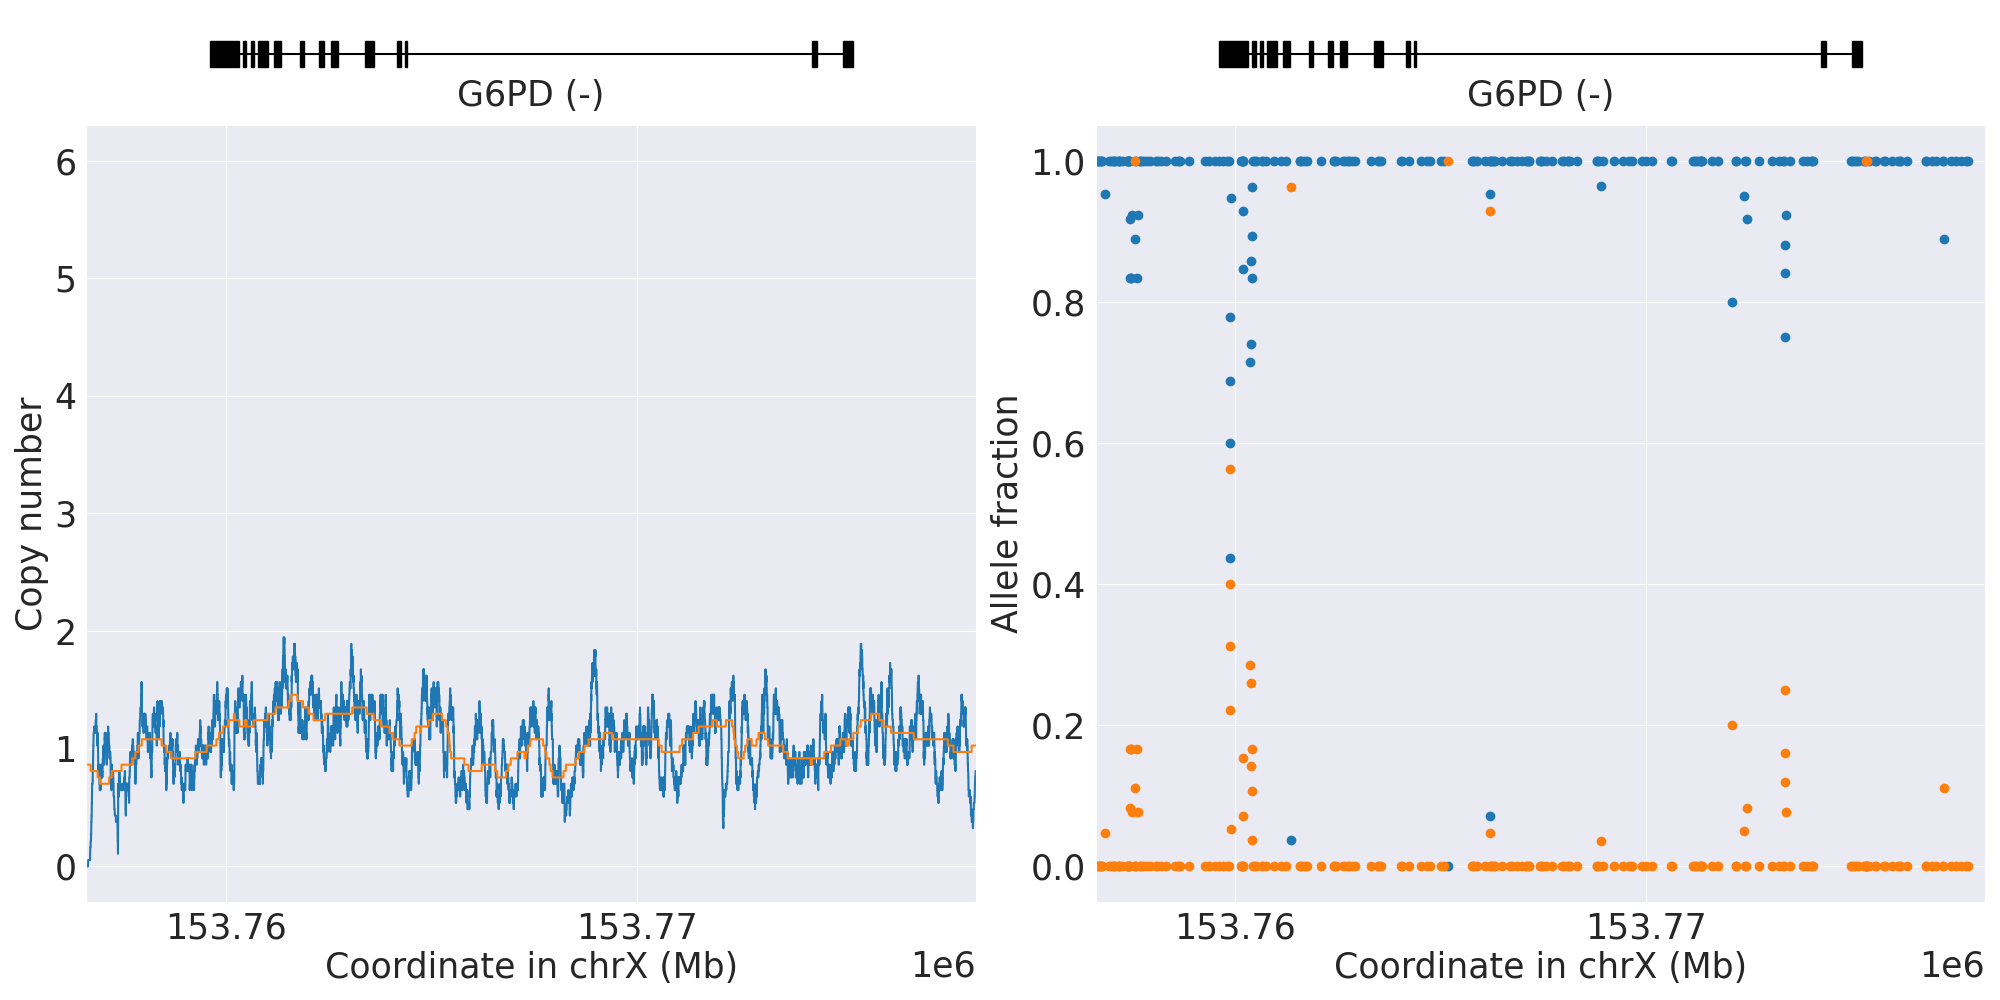 G6PD (-)
6
5
4
3
2
1
0
Copy number
153.76
153.77
Coordinate in chrX (Mb)
1e6
G6PD (-)
1.0
0.8
0.6
0.4
0.2
0.0
Allele fraction
153.76
153.77
Coordinate in chrX (Mb)
1e6